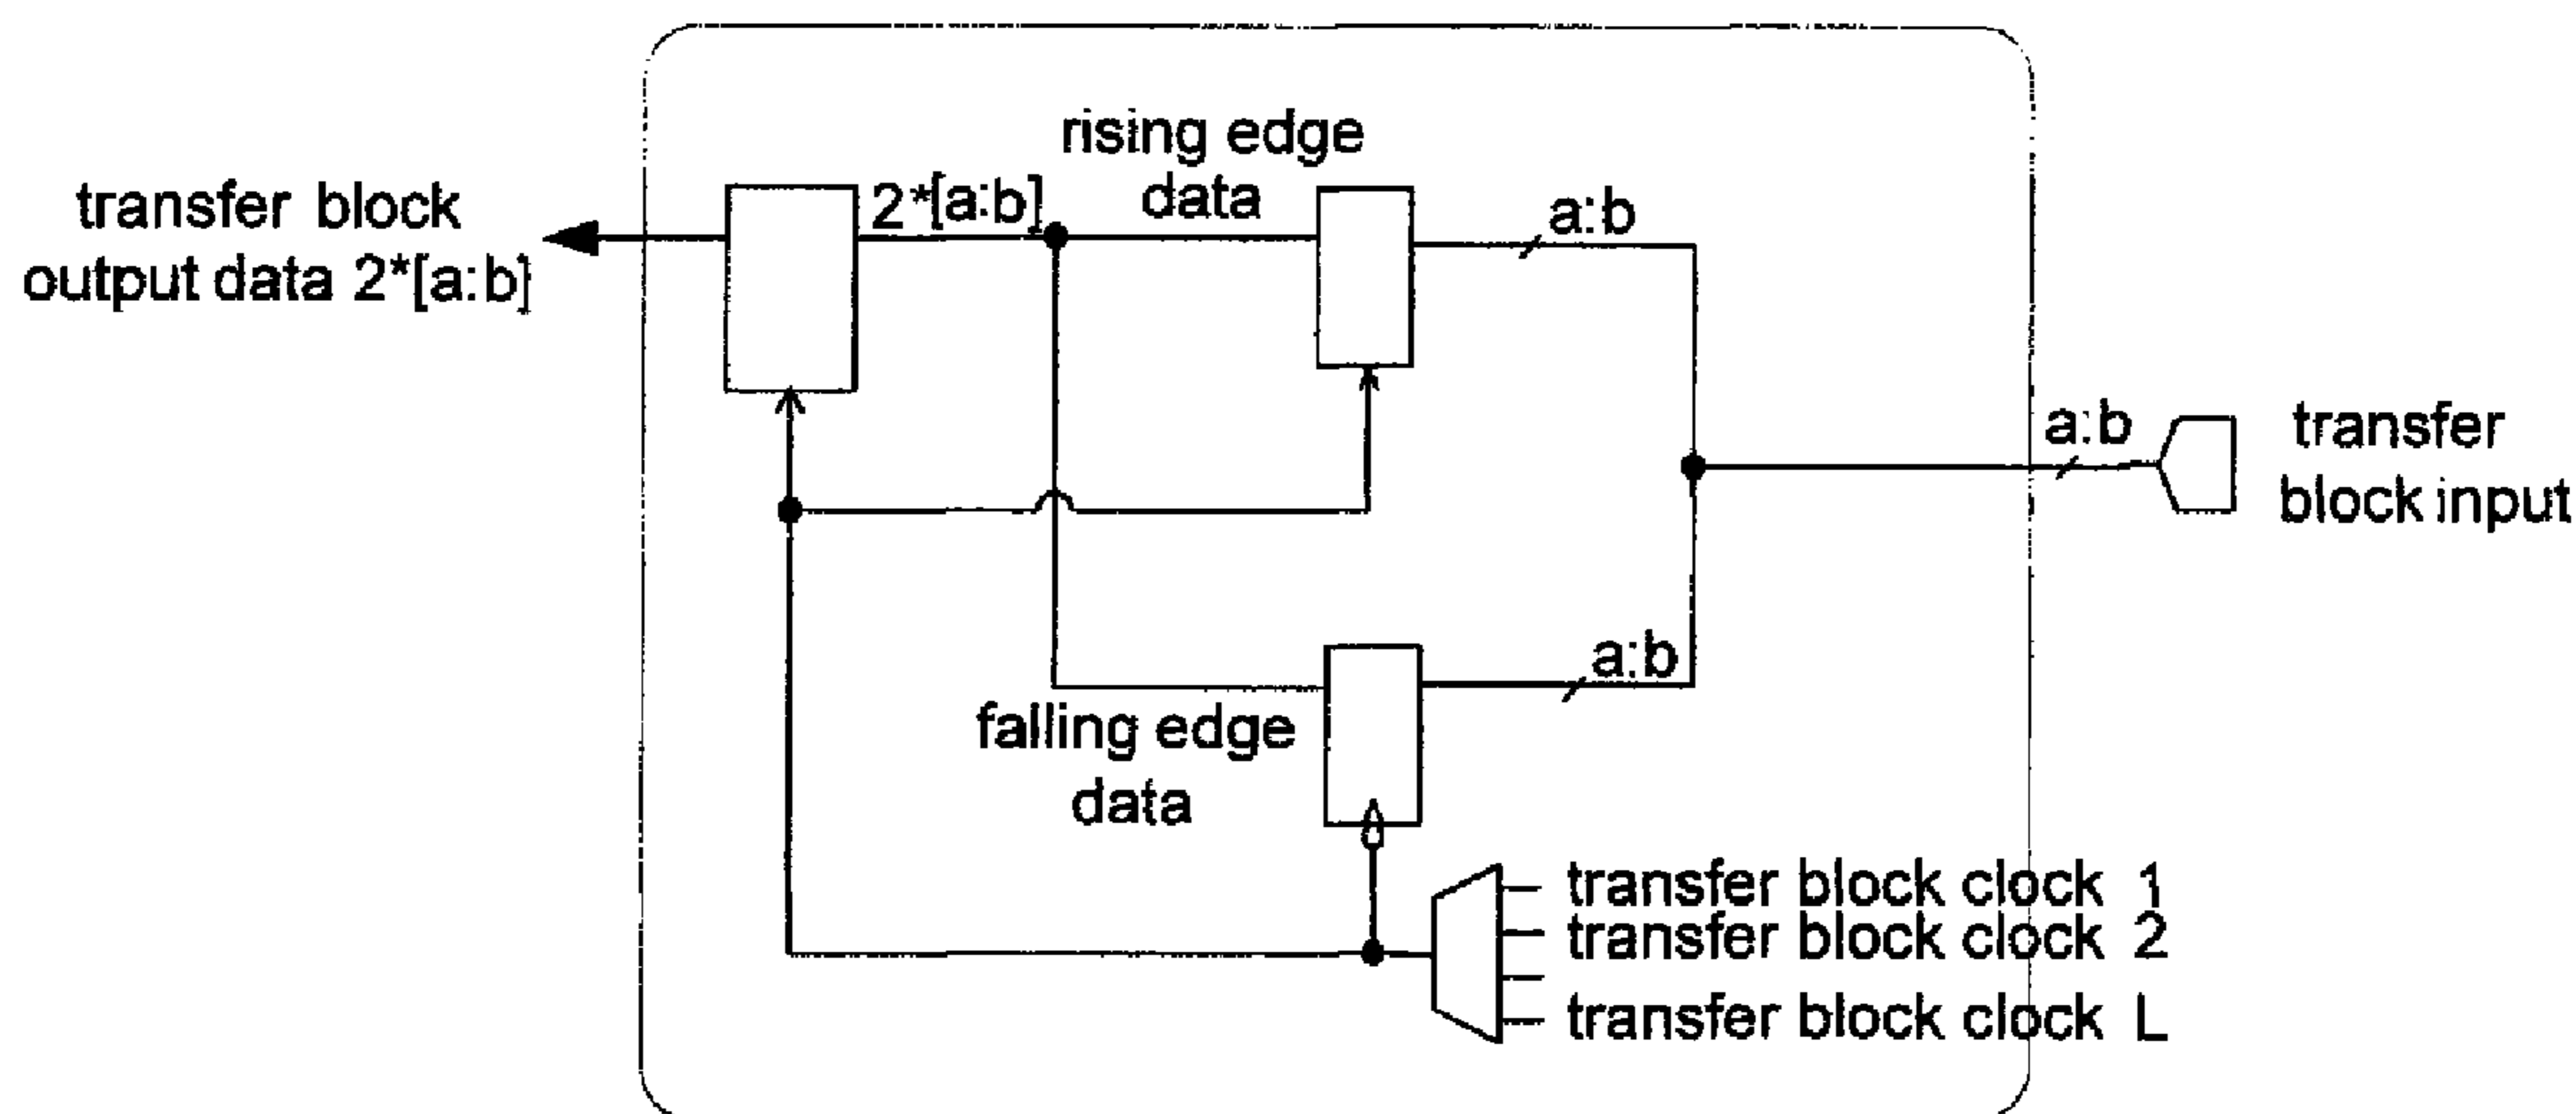 rising edge
data
transfer block
output data 2*[a:b]
2*[a:b]
a:b
a:b
transfer
block input
a:b
falling edge
data
transfer block clock 1
transfer block clock 2
transfer block clock L